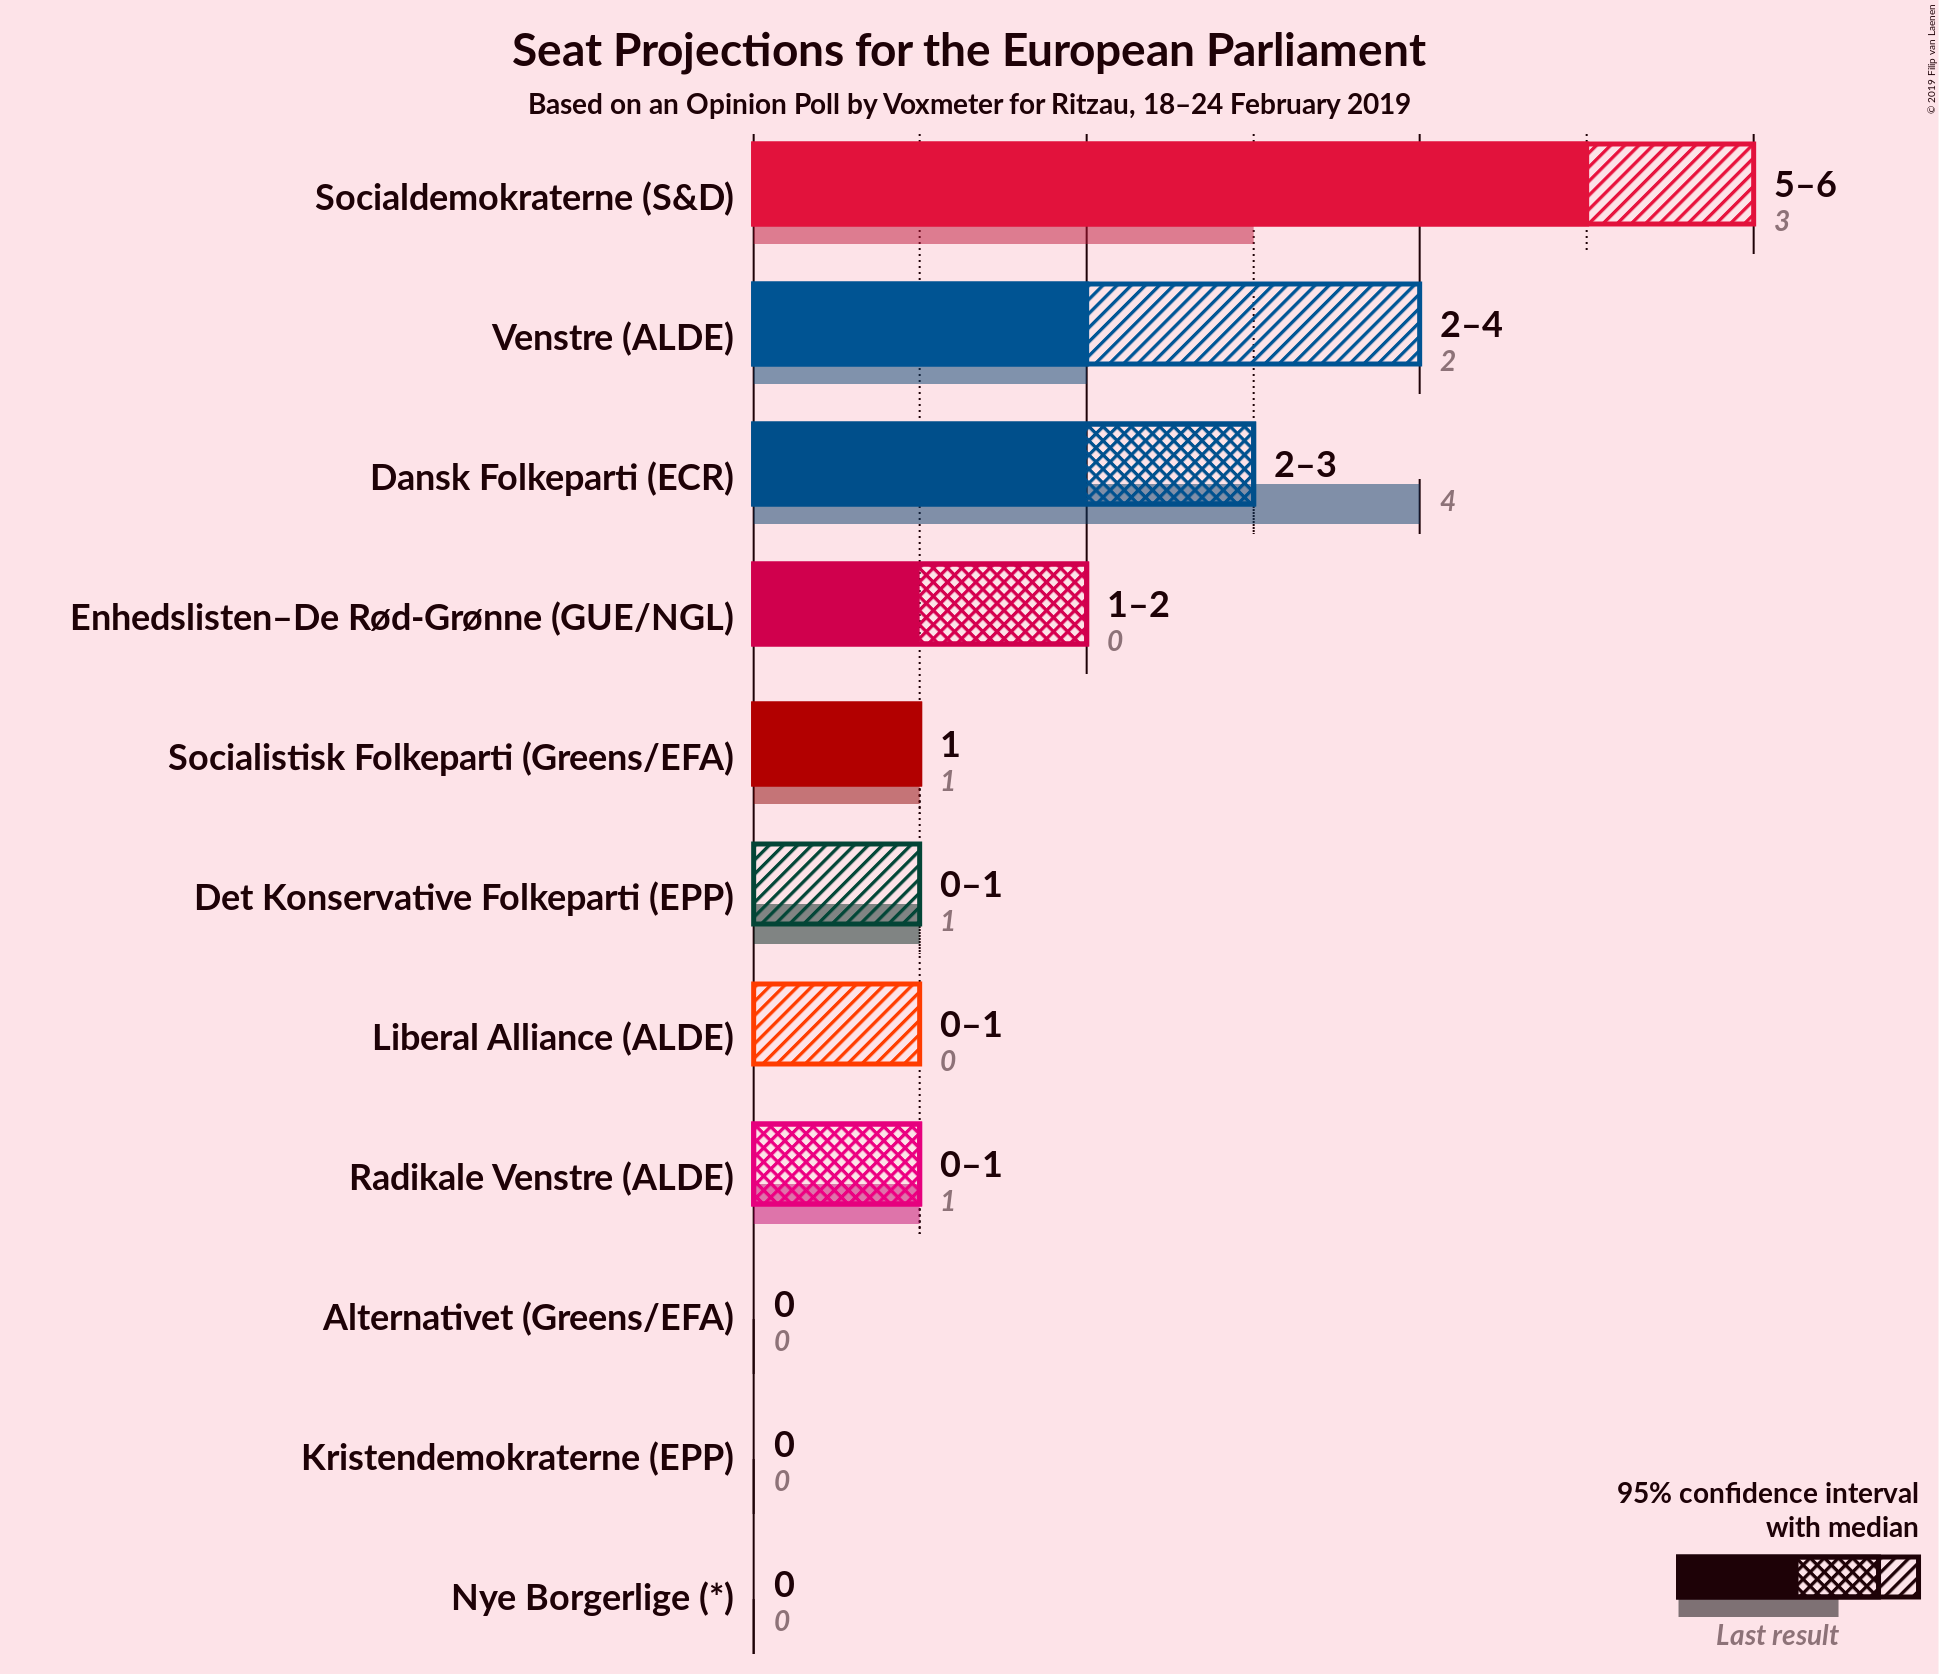 Seat Projections for the European Parliament
Based on an Opinion Poll by Voxmeter for Ritzau, 18–24 February 2019
© 2019 Filip van Laenen
Socialdemokraterne (S&D)
5–6
3
Venstre (ALDE)
2–4
2
Dansk Folkeparti (ECR)
2–3
4
Enhedslisten–De Rød-Grønne (GUE/NGL)
1–2
0
Socialistisk Folkeparti (Greens/EFA)
1
1
Det Konservative Folkeparti (EPP)
0–1
1
Liberal Alliance (ALDE)
0–1
0
Radikale Venstre (ALDE)
0–1
1
Alternativet (Greens/EFA)
0
0
Kristendemokraterne (EPP)
0
0
Nye Borgerlige (*)
0
0
95% confidence interval
with median
Last result